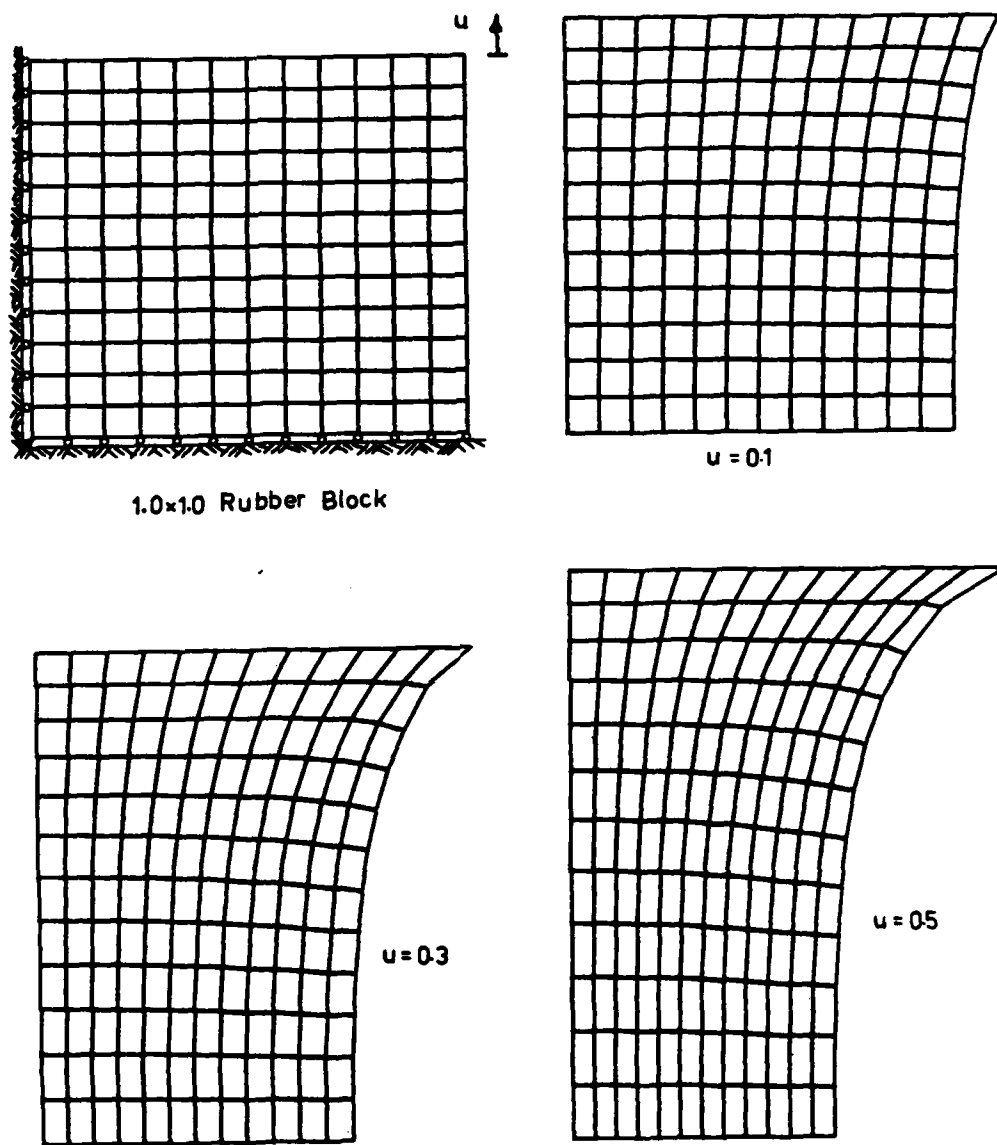 u
u = 0·1
1.0×1.0 Rubber Block
u = 0·3
u = 0·5